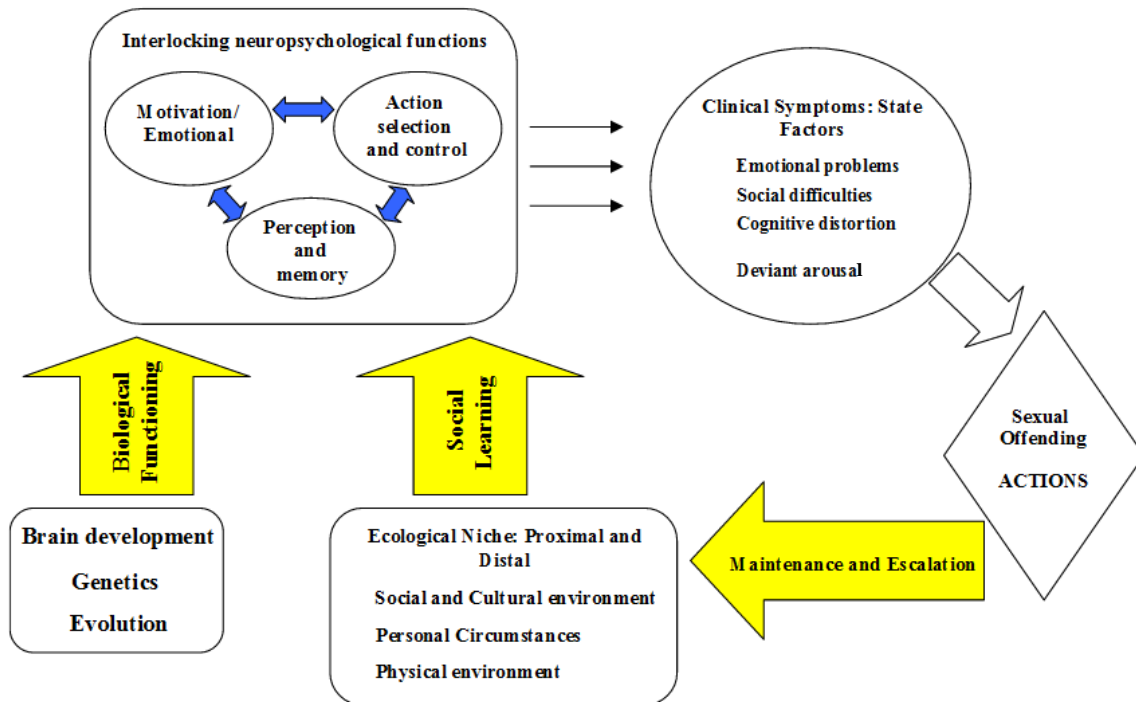 Interlocking neuropsychological functions
Motivation/
Emotional
Action
selection
and control
Perception
and
memory
Clinical Symptoms: State
Factors
Emotional problems
Social difficulties
Cognitive distortion
Deviant arousal
Biological
Functioning
Social
Learning
Sexual
Offending
ACTIONS
Brain development
Genetics
Evolution
Ecological Niche: Proximal and
Distal
Social and Cultural environment
Personal Circumstances
Physical environment
Maintenance and Escalation